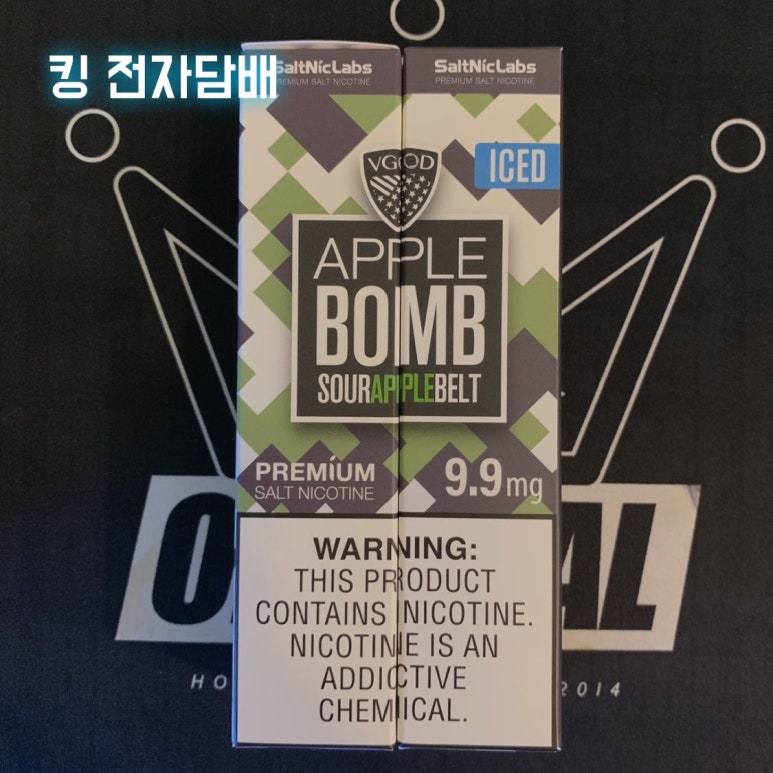 킹 전자담배
SaltNicLabs
PREMIUM SALT NICOTINE
SaltNicLabs
PREMIUM SALT NICOTINE
VGOD
ICED
APPLE
BOMB
SOURAPPLEBELT
PREMIUM
SALT NICOTINE
9.9mg
WARNING:
THIS PRODUCT
CONTAINS NICOTINE.
NICOTINE IS AN
ADDICTIVE
CHEMICAL.
2014